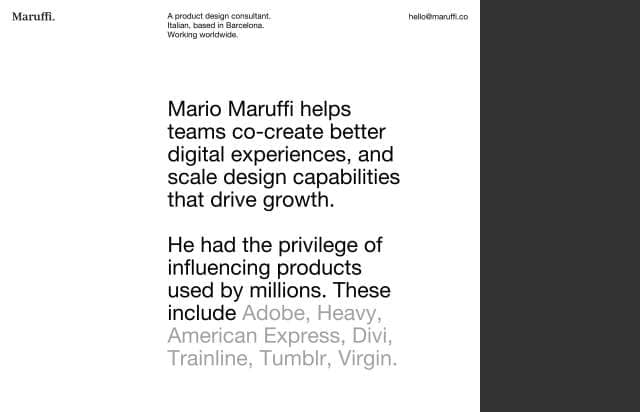 Maruffi.
A product design consultant.
Italian, based in Barcelona.
Working worldwide.
hello@maruffi.co
Mario Maruffi helps
teams co-create better
digital experiences, and
scale design capabilities
that drive growth.
He had the privilege of
influencing products
used by millions. These
include Adobe, Heavy,
American Express, Divi,
Trainline, Tumblr, Virgin.